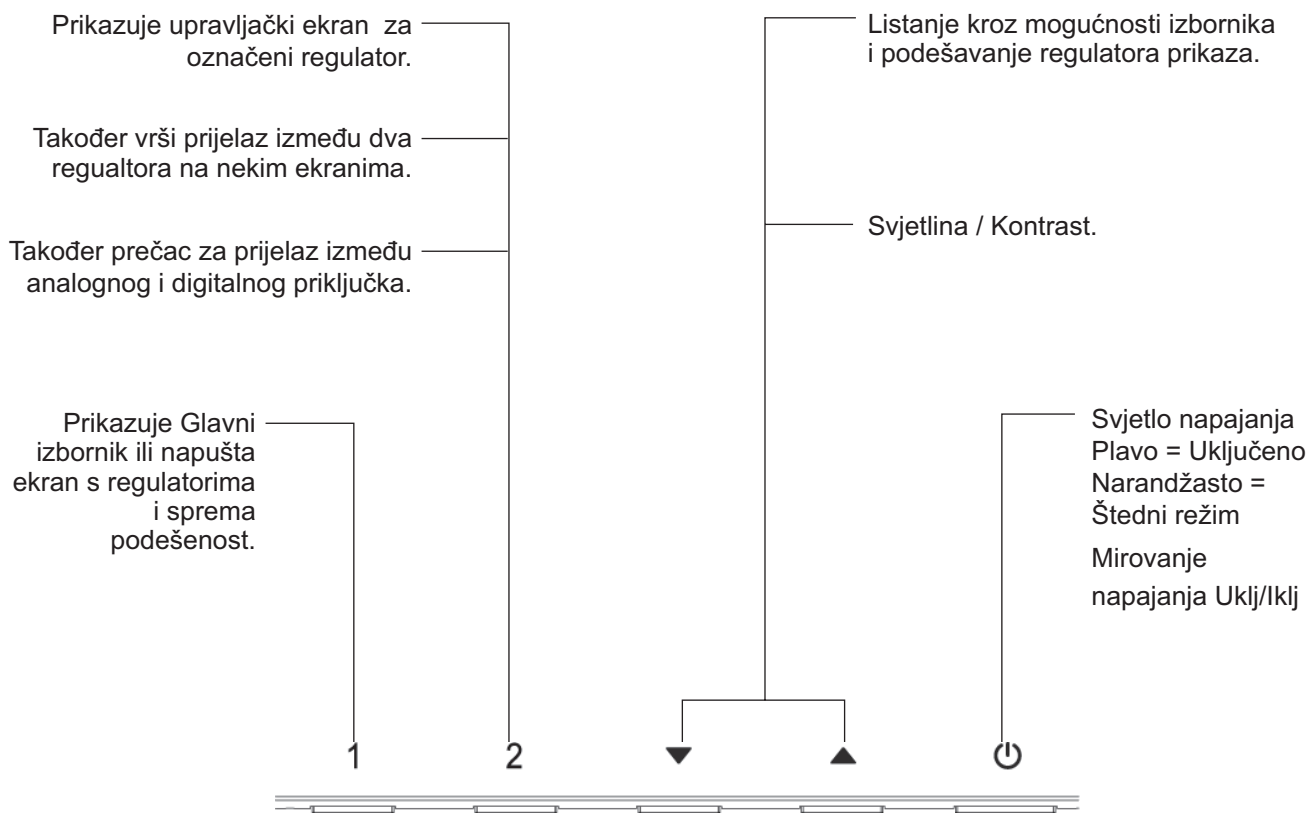 Prikazuje upravljački ekran za
označeni regulator.
Također vrši prijelaz između dva
regualtora na nekim ekranima.
Također prečac za prijelaz između
analognog i digitalnog priključka.
Prikazuje Glavni
izbornik ili napušta
ekran s regulatorima
i sprema
podešenost.
Listanje kroz mogućnosti izbornika
i podešavanje regulatora prikaza.
Svjetlina / Kontrast.
Svjetlo napajanja
Plavo = Uključeno
Narandžasto =
Štedni režim
Mirovanje
napajanja Uklj/Iklj
1
2